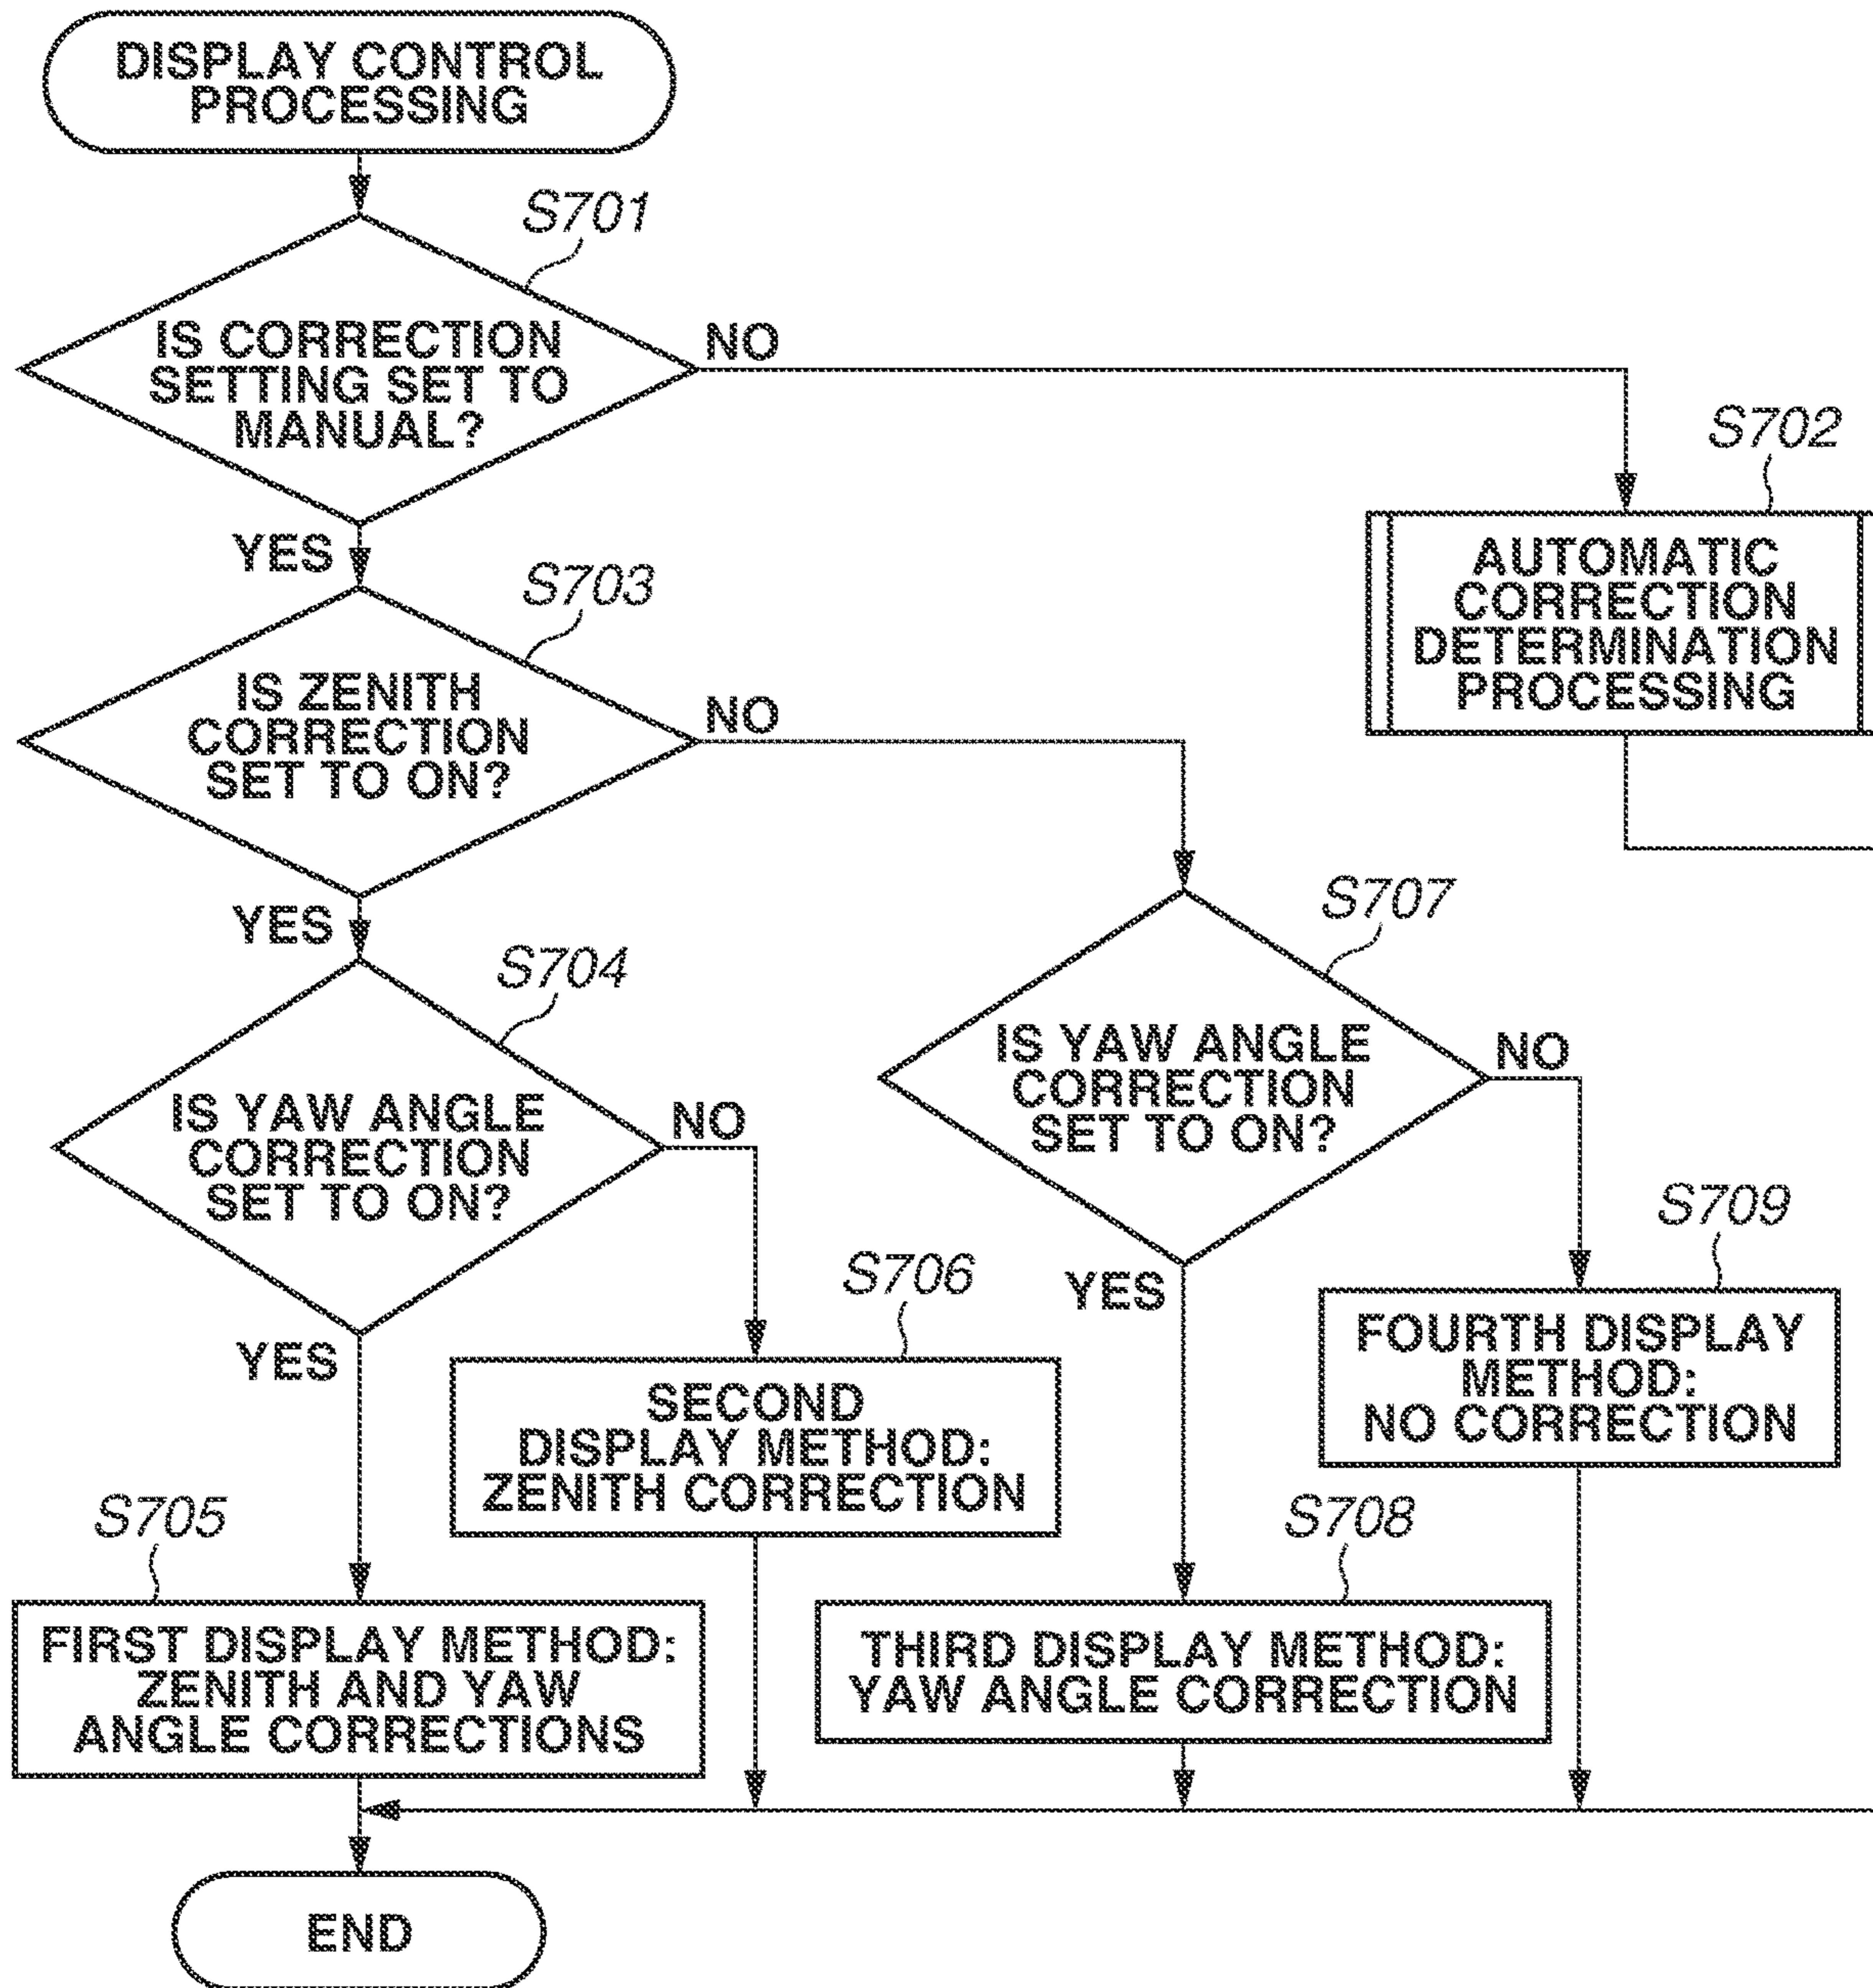 DISPLAY CONTROL
PROCESSING
S701
IS CORRECTION
SETTING SET TO
MANUAL?
NO
YES
S702
AUTOMATIC
CORRECTION
DETERMINATION
PROCESSING
S703
IS ZENITH
CORRECTION
SET TO ON?
NO
YES
S704
IS YAW ANGLE
CORRECTION
SET TO ON?
NO
YES
S707
IS YAW ANGLE
CORRECTION
SET TO ON?
NO
YES
S706
SECOND
DISPLAY METHOD:
ZENITH CORRECTION
S709
FOURTH DISPLAY
METHOD:
NO CORRECTION
S705
FIRST DISPLAY METHOD:
ZENITH AND YAW
ANGLE CORRECTIONS
S708
THIRD DISPLAY METHOD:
YAW ANGLE CORRECTION
END